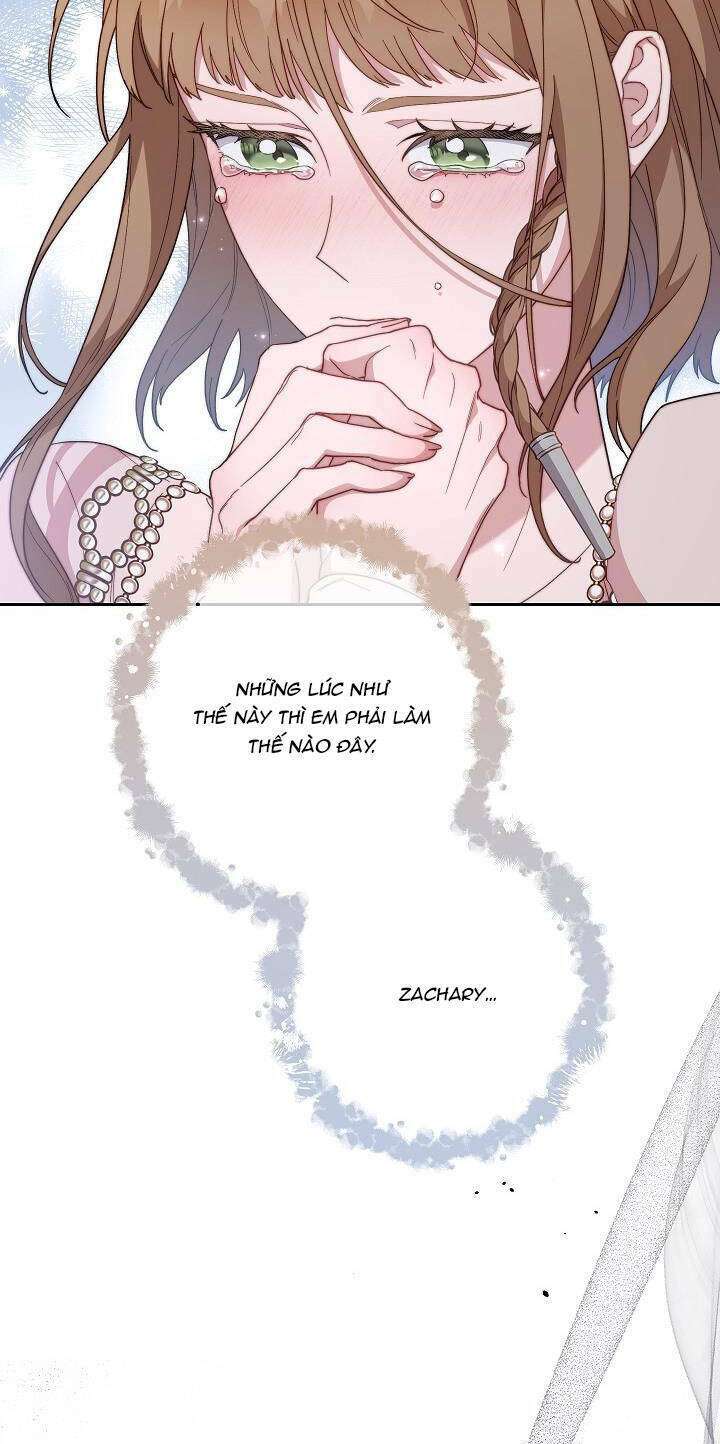 NHỮNG LÚC NHƯ
THẾ NÀY THÌ EM PHẢI LÀM
THẾ NÀO ĐÂY.
ZACHARY...